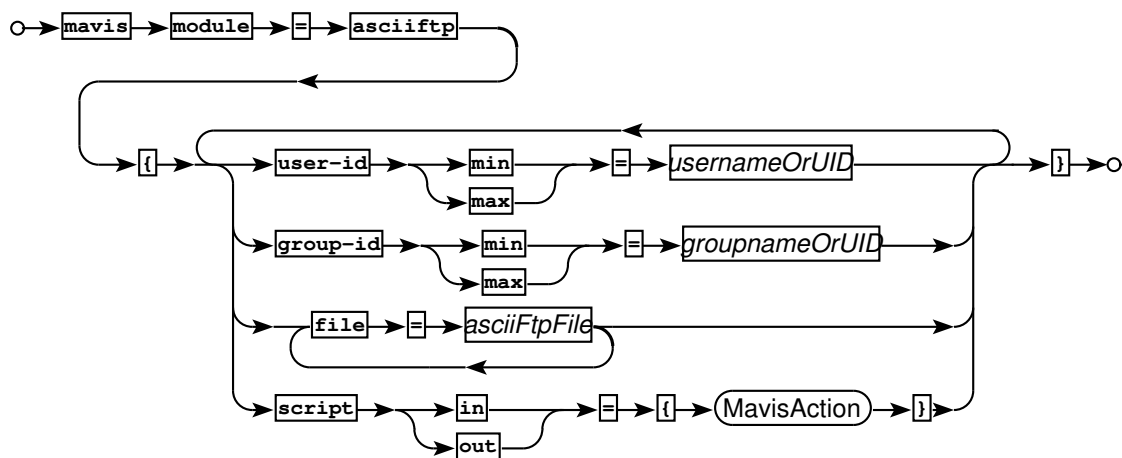 mavis module = asciiftp
{ user-id min = usernameOrUID }
max
group-id min = groupnameOrUID
max
file = asciiFtpFile
script in = { MavisAction }
out